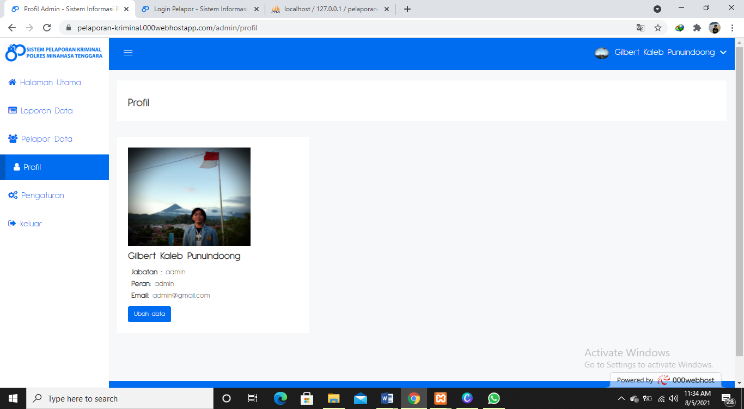 Profil Admin - Sistem Informasi P
Login Pelapor - Sistem Informas
localhost / 127.0.0.1 / pelaporan-
pelaporan-kriminal.000webhostapp.com/admin/profil
SISTEM PELAPORAN KRIMINAL
POLRES MINAHASA TENGGARA
Gilbert Kaleb Punuindoong
Halaman Utama
Laporan Data
Pelapor Data
Profil
Pengaturan
keluar
Profil
Gilbert Kaleb Punuindoong
Jabatan : admin
Peran: admin
Email: admin@gmail.com
Ubah data
Activate Windows
Go to Settings to activate Windows.
Powered by 000webhost
Type here to search
11:34 AM
8/5/2021
28